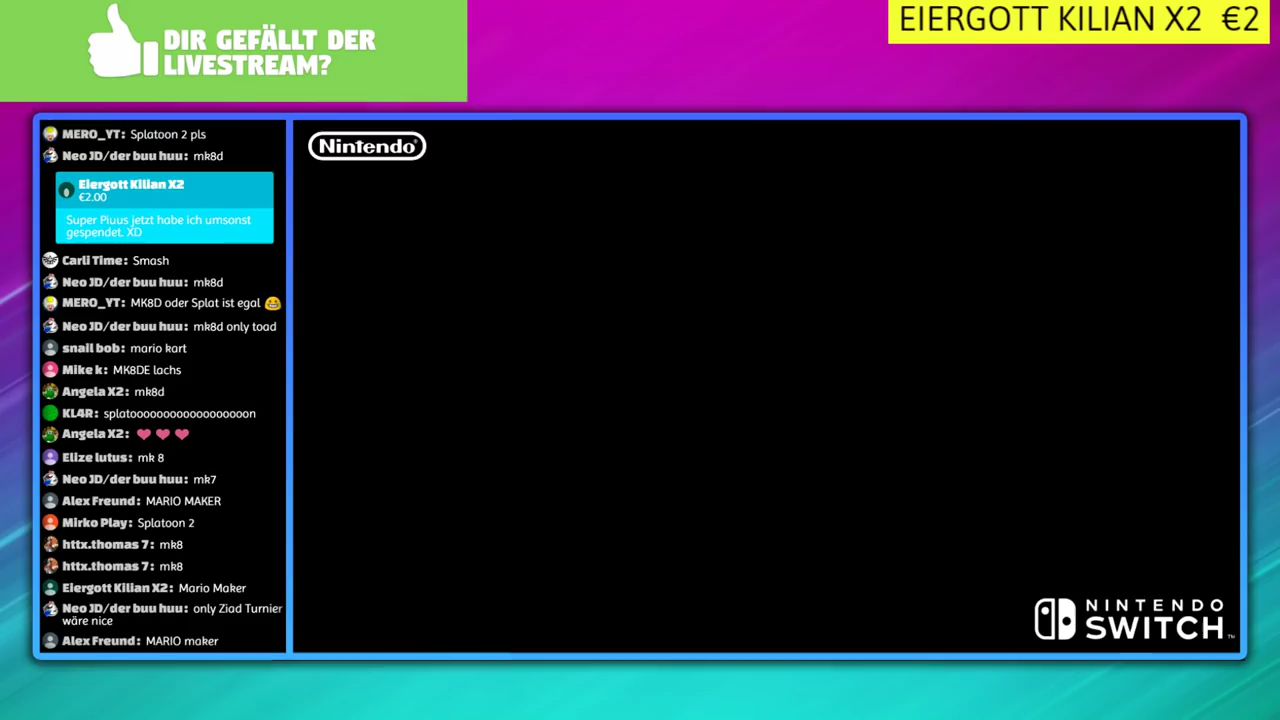 DIR GEFÄLLT DER
LIVESTREAM?
EIERGOTT KILIAN X2 €2
MERO_YT: Splatoon 2 pls
Neo JD/der buu huu: mk8d
Eiergott Kilian X2
€2.00
Super Piuus jetzt habe ich umsonst
gespendet. XD
Carli Time: Smash
Neo JD/der buu huu: mk8d
MERO_YT: MK8D oder Splat ist egal 😄
Neo JD/der buu huu: mk8d only toad
snail bob: mario kart
Mike k: MK8DE lachs
Angela X2: mk8d
KL4R: splatoooooooooooooooooon
Angela X2: ❤ ❤ ❤
Elize lutus: mk 8
Neo JD/der buu huu: mk7
Alex Freund: MARIO MAKER
Mirko Play: Splatoon 2
httx.thomas 7: mk8
httx.thomas 7: mk8
Eiergott Kilian X2: Mario Maker
Neo JD/der buu huu: only Ziad Turnier
wäre nice
Alex Freund: MARIO maker
Nintendo®
NINTENDO
SWITCH™